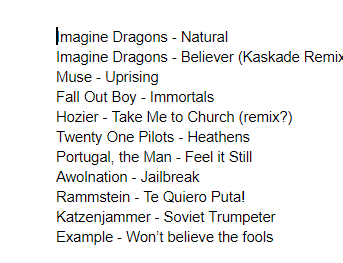 Imagine Dragons - Natural
Imagine Dragons - Believer (Kaskade Remix
Muse - Uprising
Fall Out Boy - Immortals
Hozier - Take Me to Church (remix?)
Twenty One Pilots - Heathens
Portugal, the Man - Feel it Still
Awolnation - Jailbreak
Rammstein - Te Quiero Puta!
Katzenjammer - Soviet Trumpeter
Example - Won’t believe the fools